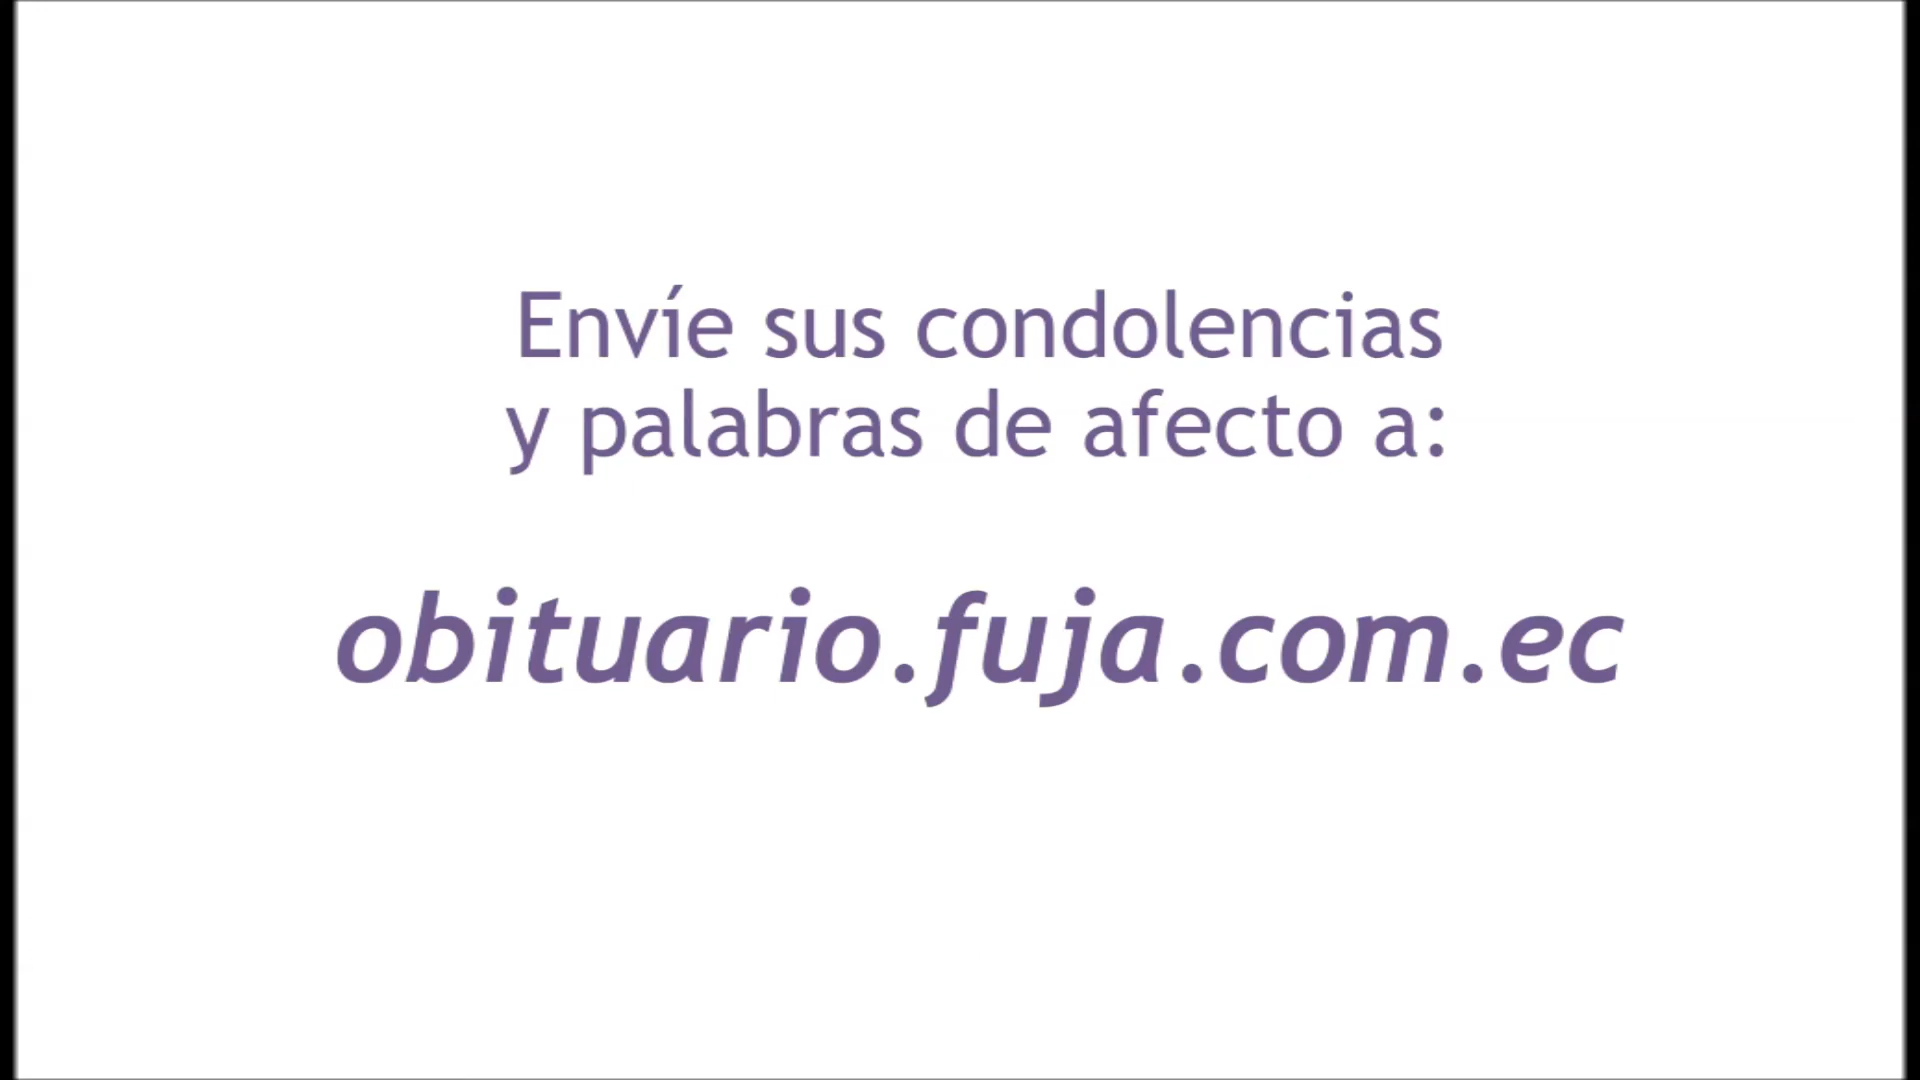 Envíe sus condolencias
y palabras de afecto a:
obituario.fuja.com.ec